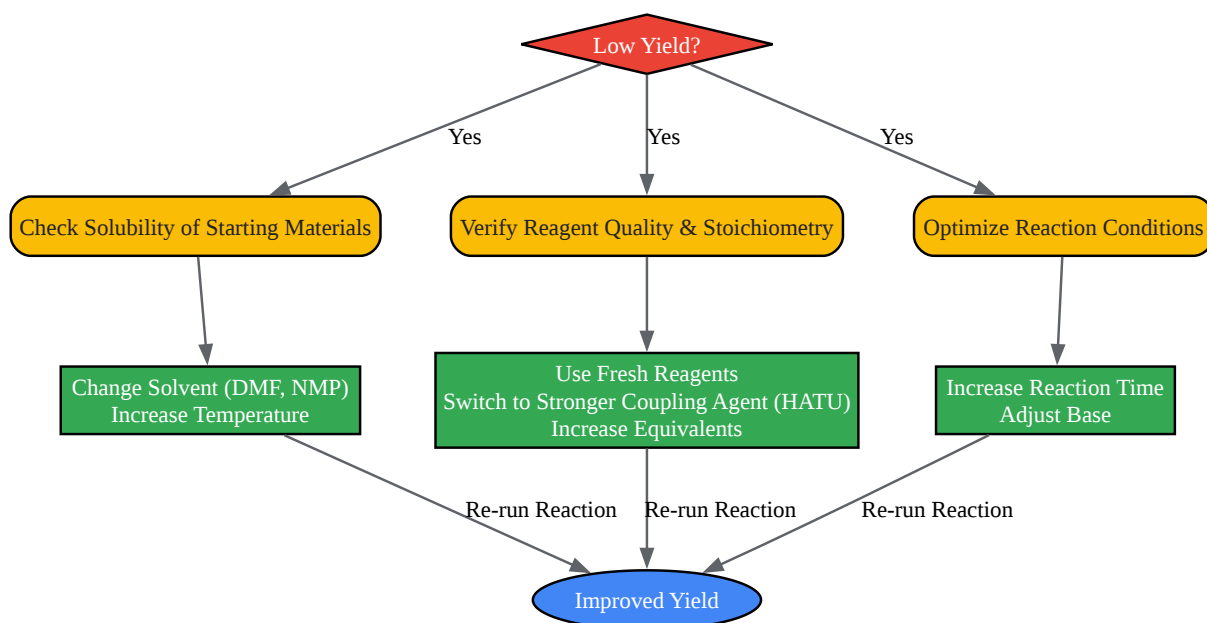 Low Yield?
Yes
Yes
Yes
Check Solubility of Starting Materials
Verify Reagent Quality & Stoichiometry
Optimize Reaction Conditions
Change Solvent (DMF, NMP)
Increase Temperature
Use Fresh Reagents
Switch to Stronger Coupling Agent (HATU)
Increase Equivalents
Increase Reaction Time
Adjust Base
Re-run Reaction
Re-run Reaction
Re-run Reaction
Improved Yield